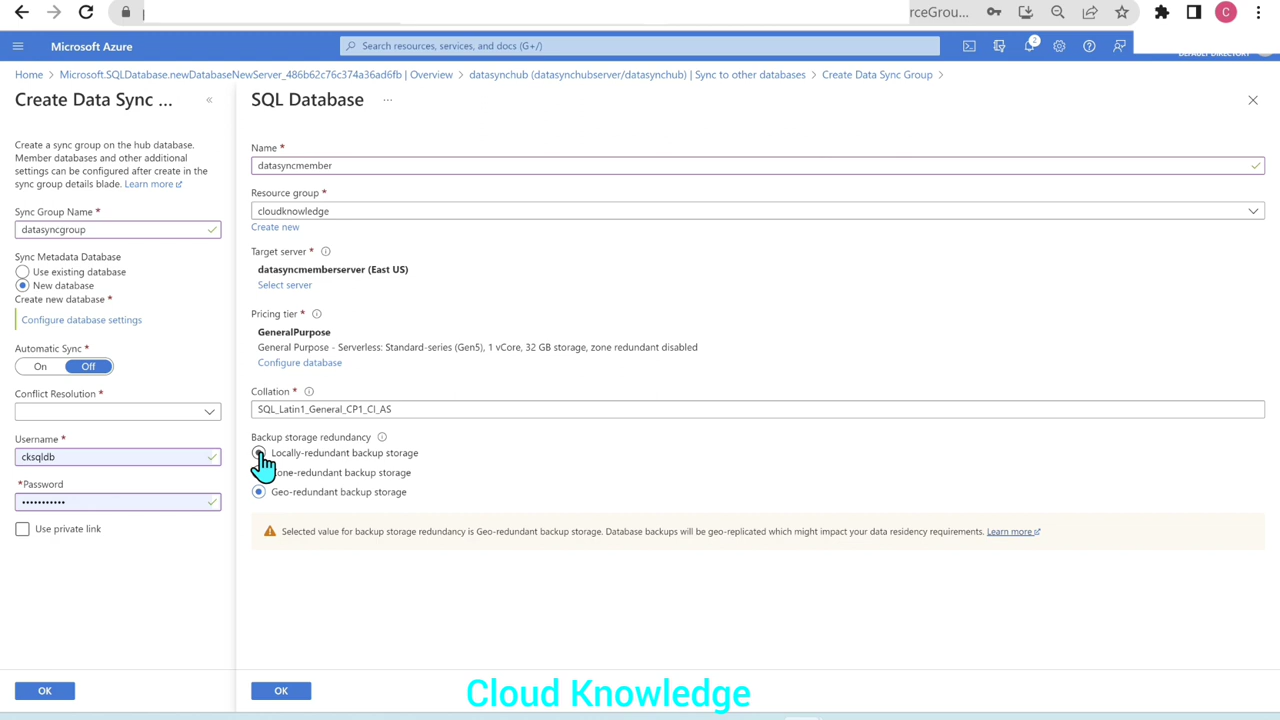 rceGrou...
C
Microsoft Azure
Search resources, services, and docs (G+/)
2
Home > Microsoft.SQLDatabase.newDatabaseNewServer_486b62c76c374a36ad6fb | Overview > datasynchub (datasynchubserver/datasynchub) | Sync to other databases > Create Data Sync Group >
Create Data Sync ... «
Create a sync group on the hub database.
Member databases and other additional
settings can be configured after create in the
sync group details blade. Learn more
Sync Group Name *
datasyncgroup
Sync Metadata Database
Use existing database
New database
Create new database *
Configure database settings
Automatic Sync *
On Off
Conflict Resolution *
Username *
cksqldb
*Password
•••••••••••
Use private link
OK
SQL Database ...
Name *
datasyncmember
Resource group *
cloudknowledge
Create new
Target server *
datasyncmemberserver (East US)
Select server
Pricing tier *
GeneralPurpose
General Purpose - Serverless: Standard-series (Gen5), 1 vCore, 32 GB storage, zone redundant disabled
Configure database
Collation *
SQL_Latin1_General_CP1_CI_AS
Backup storage redundancy
Locally-redundant backup storage
one-redundant backup storage
Geo-redundant backup storage
Selected value for backup storage redundancy is Geo-redundant backup storage. Database backups will be geo-replicated which might impact your data residency requirements. Learn more
OK
Cloud Knowledge